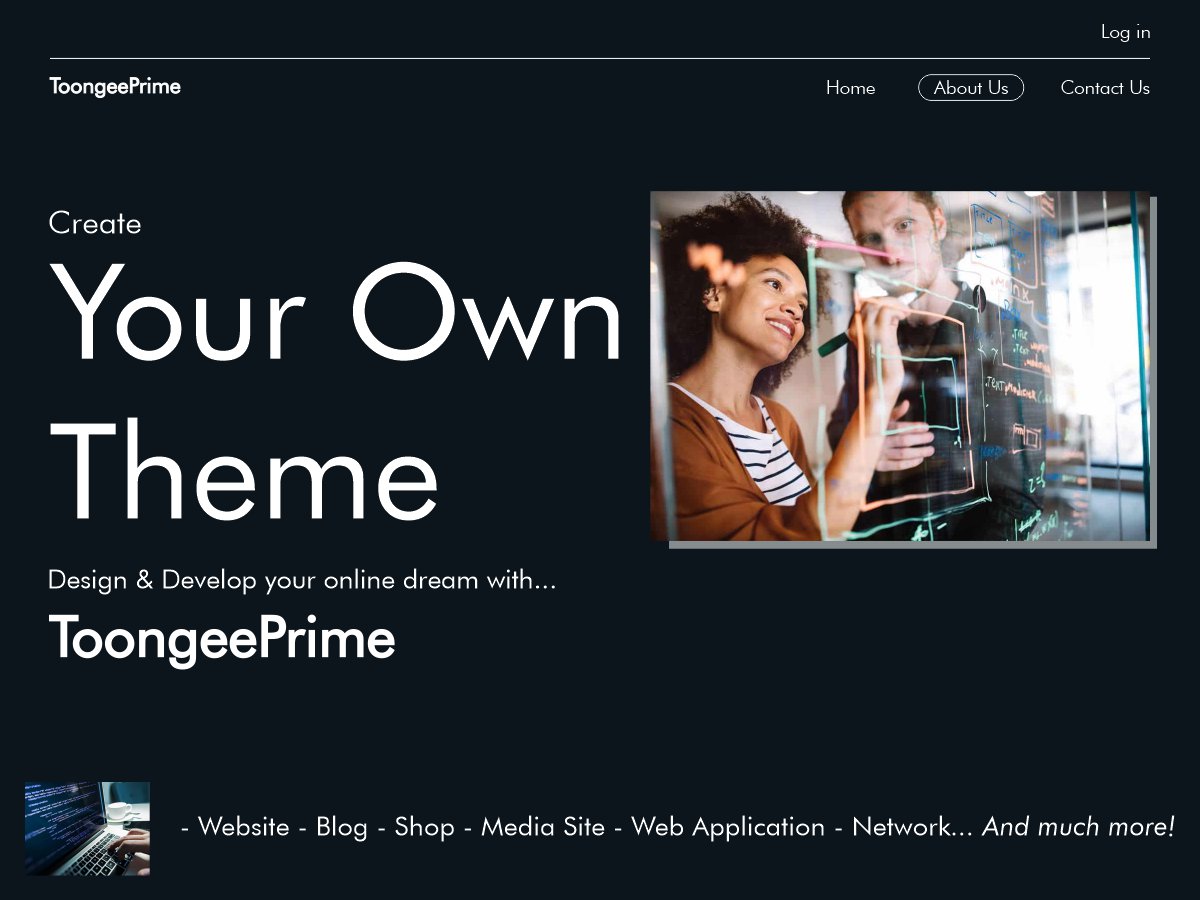 Log in
ToongeePrime
Home
About Us
Contact Us
Create
Your Own
Theme
Design & Develop your online dream with...
ToongeePrime
- Website - Blog - Shop - Media Site - Web Application - Network... And much more!